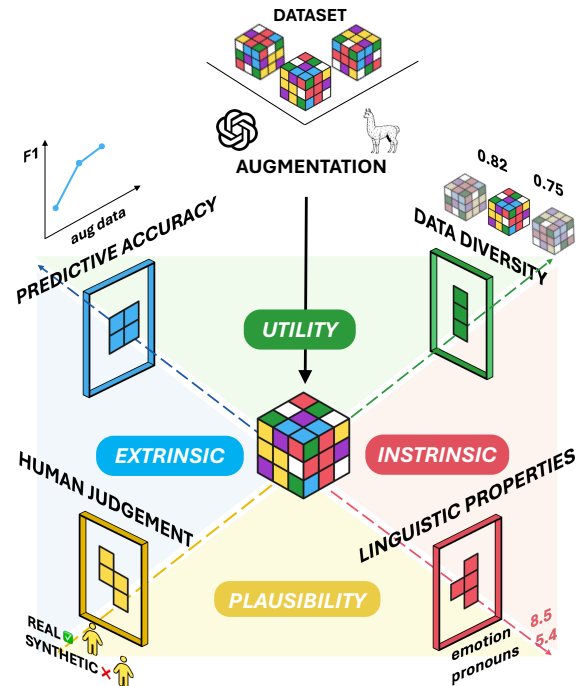 DATASET
AUGMENTATION
F1
aug data
0.82
0.75
PREDICTIVE ACCURACY
DATA DIVERSITY
UTILITY
EXTRINSIC
INSTRINSIC
HUMAN JUDGEMENT
LINGUISTIC PROPERTIES
PLAUSIBILITY
REAL
SYNTHETIC
8.5
emotion
5.4
pronouns